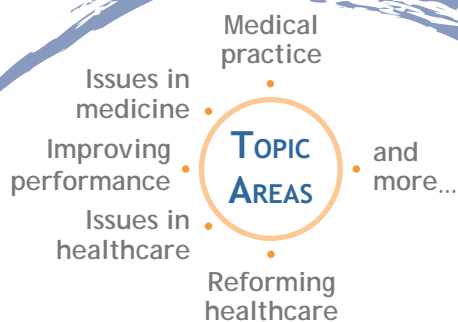 Medical
practice
Issues in
medicine
Improving
performance
TOPIC
AREAS
and
more...
Issues in
healthcare
Reforming
healthcare